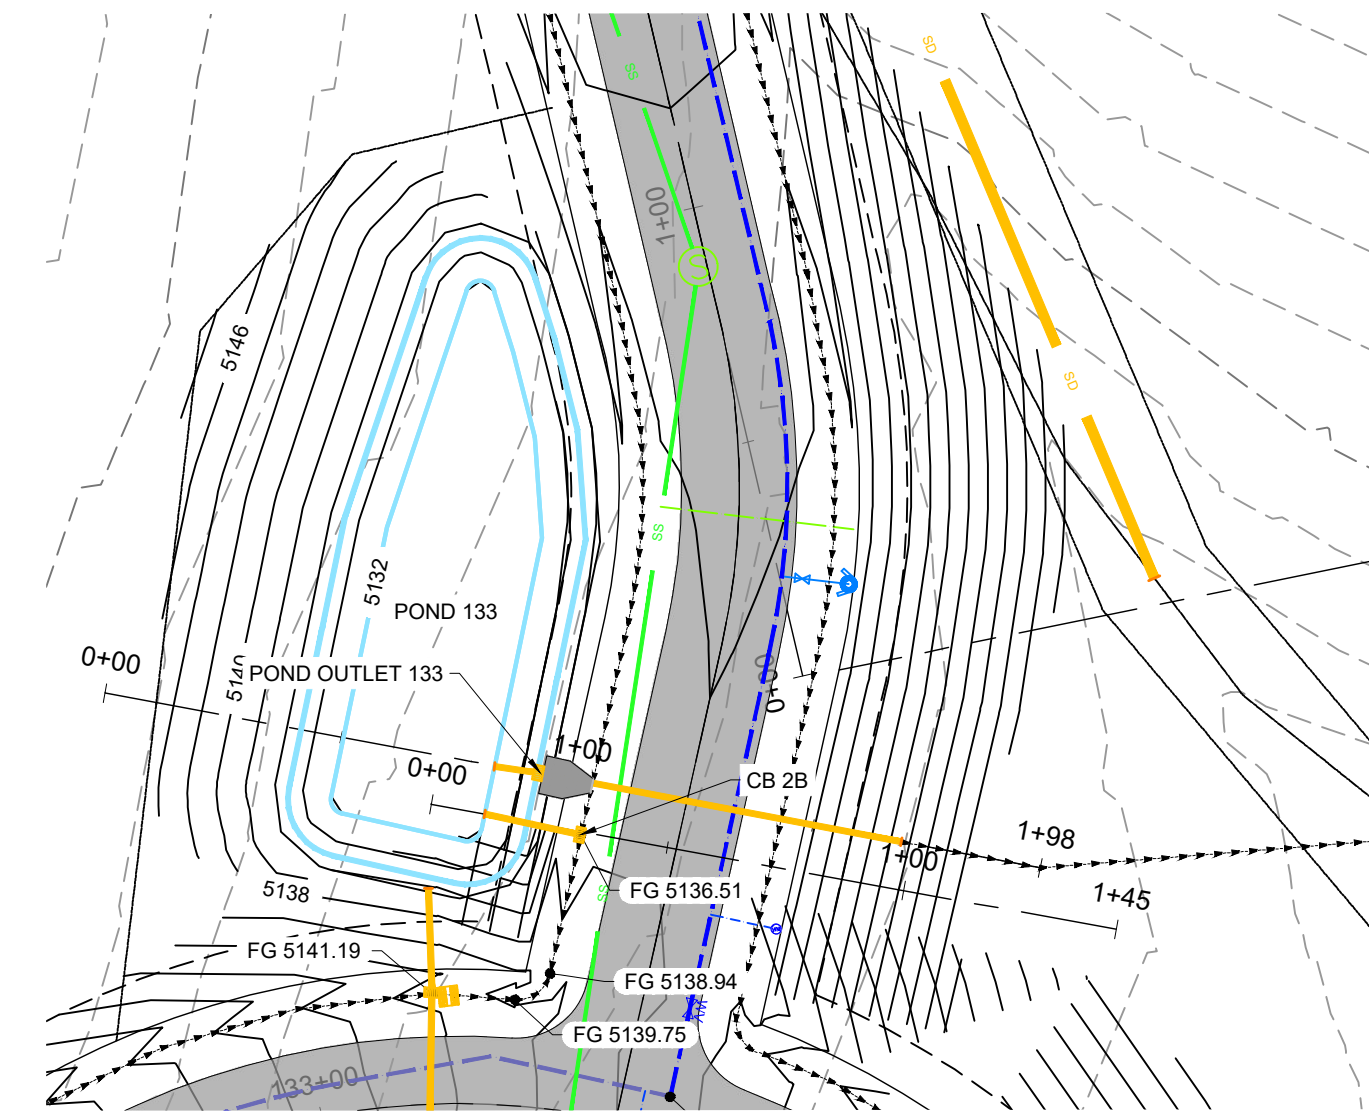 SD
SS
1+00
S
5146
SD
SS
5132
POND 133
0+00
5140
POND OUTLET 133
0+00
1+00
0+00
CB 2B
1+98
1+00
1+45
FG 5136.51
5138
SS
FG 5141.19
FG 5138.94
FG 5139.75
133+00